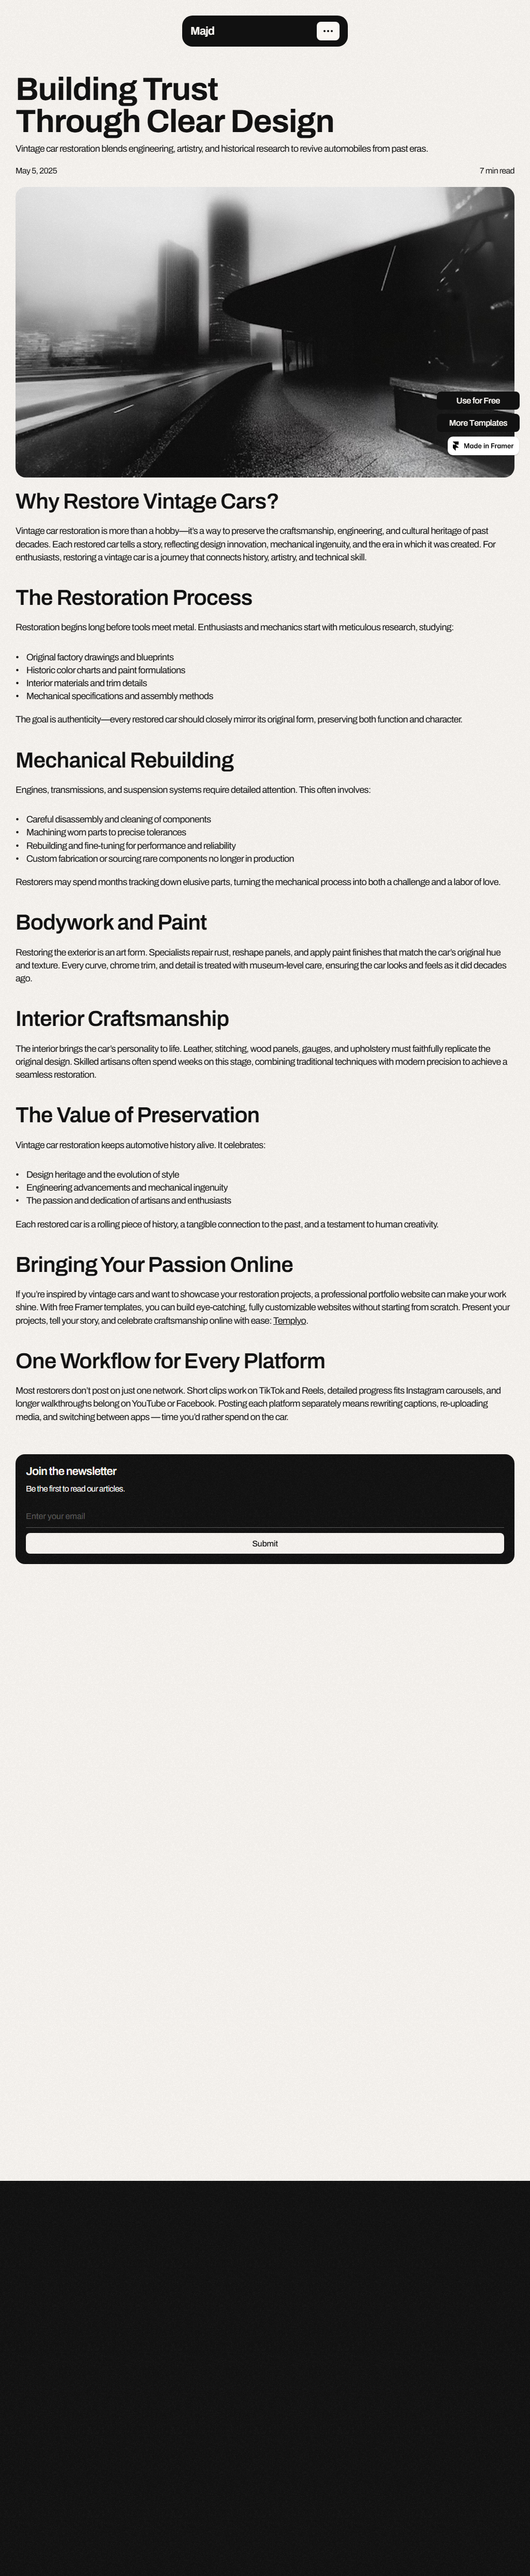 Majd
Building Trust
Through Clear Design
Vintage car restoration blends engineering, artistry, and historical research to revive automobiles from past eras.
May 5, 2025
7 min read
Use for Free
More Templates
Made in Framer
Why Restore Vintage Cars?
Vintage car restoration is more than a hobby—it's a way to preserve the craftsmanship, engineering, and cultural heritage of past
decades. Each restored car tells a story, reflecting design innovation, mechanical ingenuity, and the era in which it was created. For
enthusiasts, restoring a vintage car is a journey that connects history, artistry, and technical skill.
The Restoration Process
Restoration begins long before tools meet metal. Enthusiasts and mechanics start with meticulous research, studying:
• Original factory drawings and blueprints
• Historic color charts and paint formulations
• Interior materials and trim details
• Mechanical specifications and assembly methods
The goal is authenticity—every restored car should closely mirror its original form, preserving both function and character.
Mechanical Rebuilding
Engines, transmissions, and suspension systems require detailed attention. This often involves:
• Careful disassembly and cleaning of components
• Machining worn parts to precise tolerances
• Rebuilding and fine-tuning for performance and reliability
• Custom fabrication or sourcing rare components no longer in production
Restorers may spend months tracking down elusive parts, turning the mechanical process into both a challenge and a labor of love.
Bodywork and Paint
Restoring the exterior is an art form. Specialists repair rust, reshape panels, and apply paint finishes that match the car's original hue
and texture. Every curve, chrome trim, and detail is treated with museum-level care, ensuring the car looks and feels as it did decades
ago.
Interior Craftsmanship
The interior brings the car's personality to life. Leather, stitching, wood panels, gauges, and upholstery must faithfully replicate the
original design. Skilled artisans often spend weeks on this stage, combining traditional techniques with modern precision to achieve a
seamless restoration.
The Value of Preservation
Vintage car restoration keeps automotive history alive. It celebrates:
• Design heritage and the evolution of style
• Engineering advancements and mechanical ingenuity
• The passion and dedication of artisans and enthusiasts
Each restored car is a rolling piece of history, a tangible connection to the past, and a testament to human creativity.
Bringing Your Passion Online
If you're inspired by vintage cars and want to showcase your restoration projects, a professional portfolio website can make your work
shine. With free Framer templates, you can build eye-catching, fully customizable websites without starting from scratch. Present your
projects, tell your story, and celebrate craftsmanship online with ease: Templyo.
One Workflow for Every Platform
Most restorers don't post on just one network. Short clips work on TikTok and Reels, detailed progress fits Instagram carousels, and
longer walkthroughs belong on YouTube or Facebook. Posting each platform separately means rewriting captions, re-uploading
media, and switching between apps — time you'd rather spend on the car.
Join the newsletter
Be the first to read our articles.
Enter your email
Submit